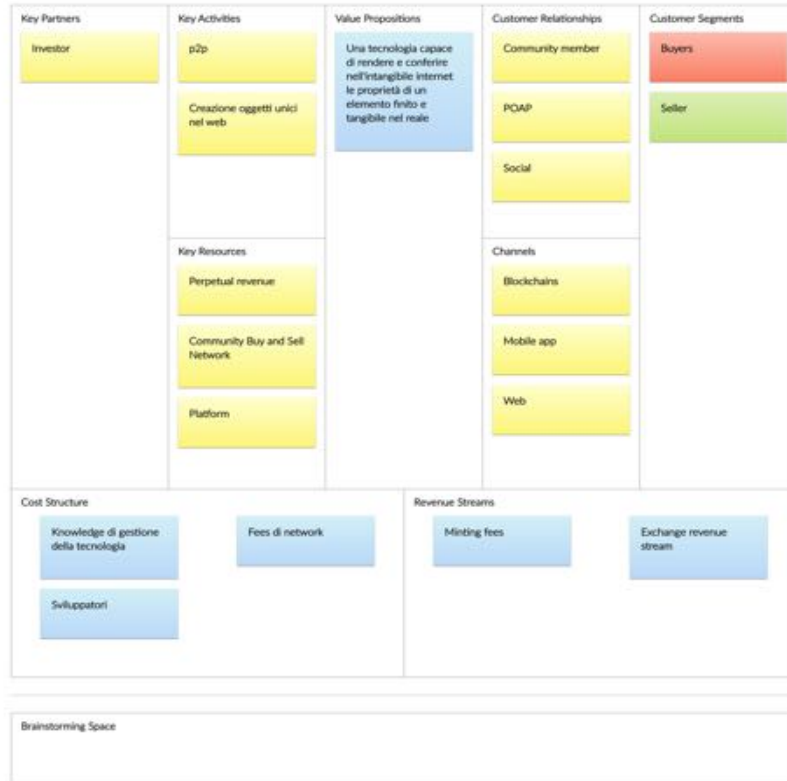 Key Partners
Investor
Key Activities
p2p
Creazione oggetti unici
nel web
Key Resources
Perpetual revenue
Community Buy and Sell
Network
Platform
Value Propositions
Una tecnologia capace
di rendere e conferire
nell'intangibile internet
le proprietà di un
elemento finito e
tangibile nel reale
Customer Relationships
Community member
POAP
Social
Channels
Blockchains
Mobile app
Web
Customer Segments
Buyers
Seller
Cost Structure
Knowledge di gestione
della tecnologia
Fees di network
Sviluppatori
Revenue Streams
Minting fees
Exchange revenue
stream
Brainstorming Space